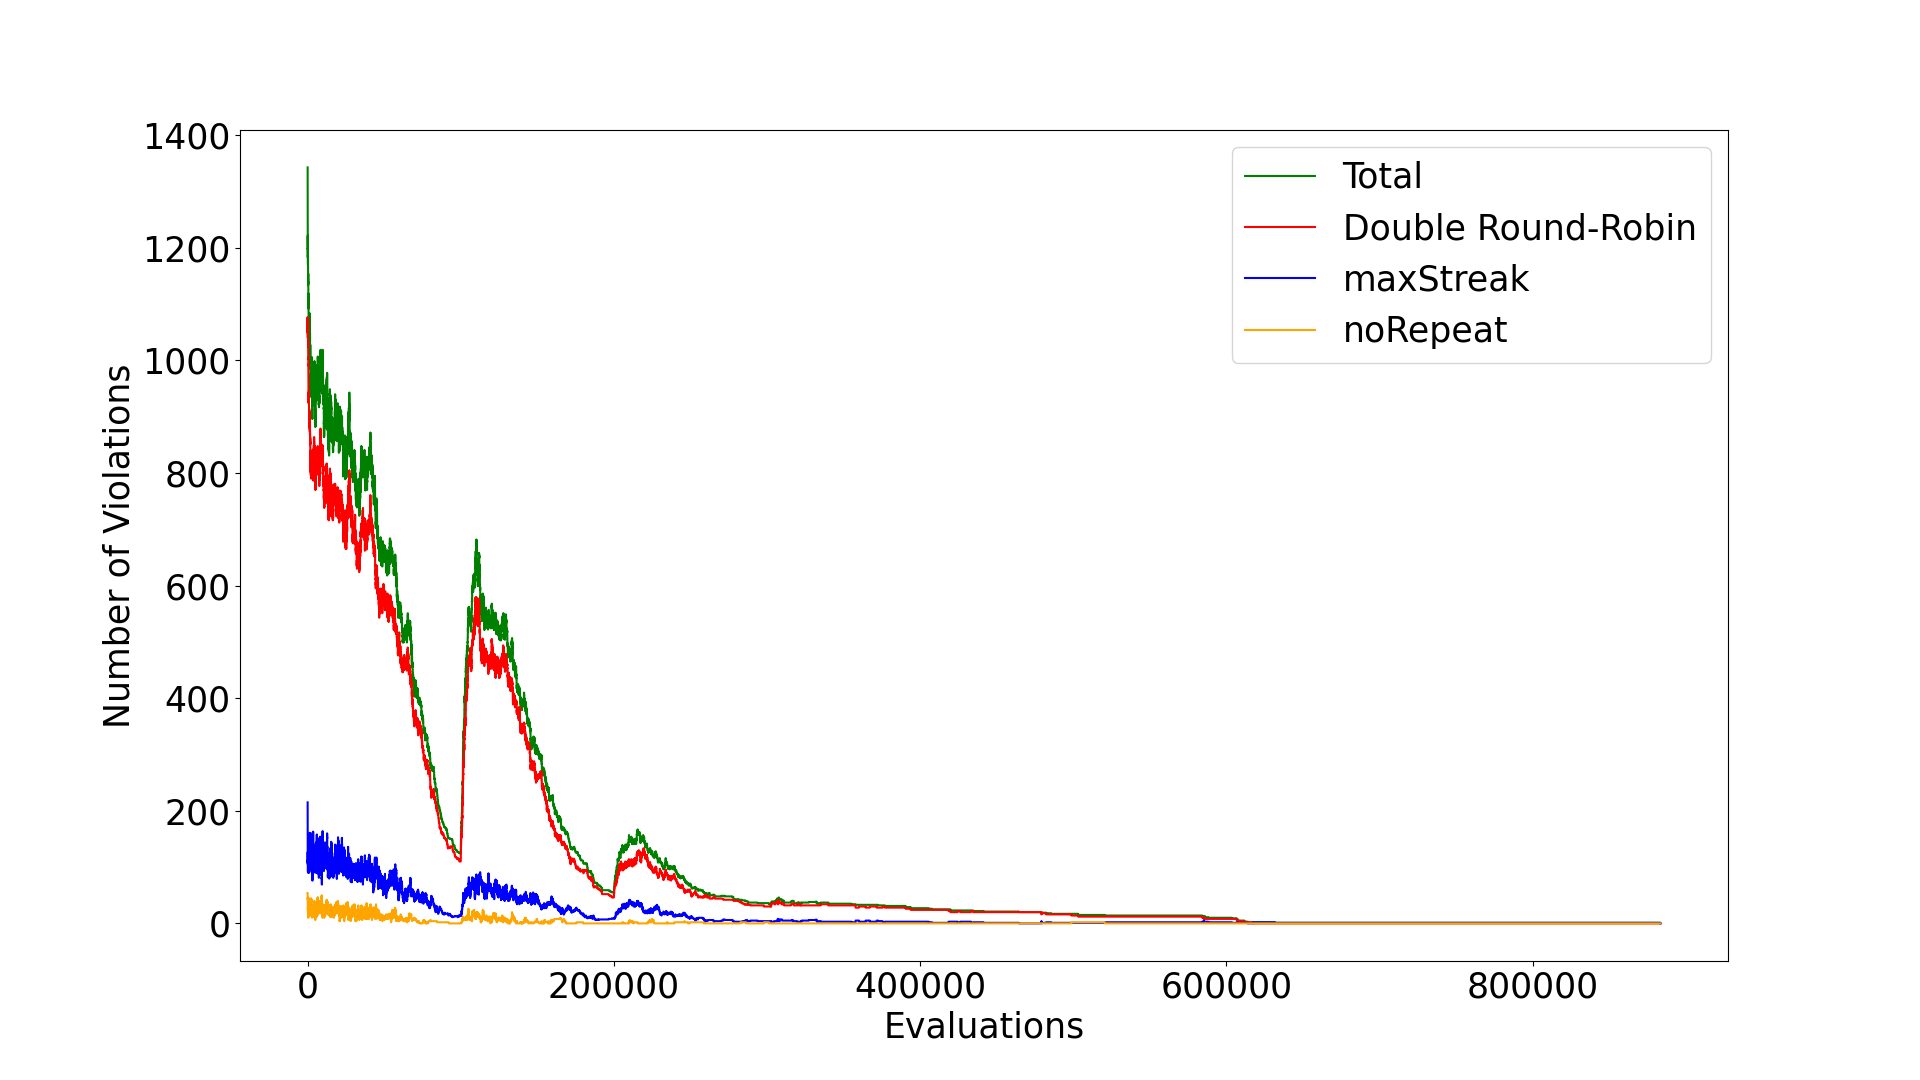 1400
1200
1000
800
600
400
200
0
Number of Violations
Total
Double Round-Robin
maxStreak
noRepeat
0 200000 400000 600000 800000
Evaluations